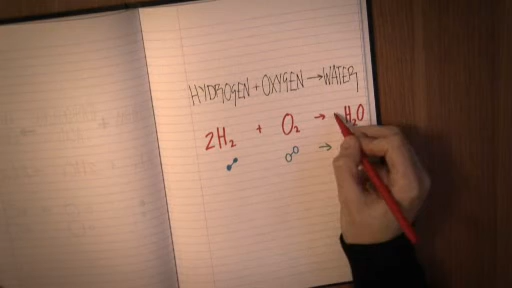 HYDROGEN + OXYGEN → WATER
2H₂ + O₂ → H₂O
→